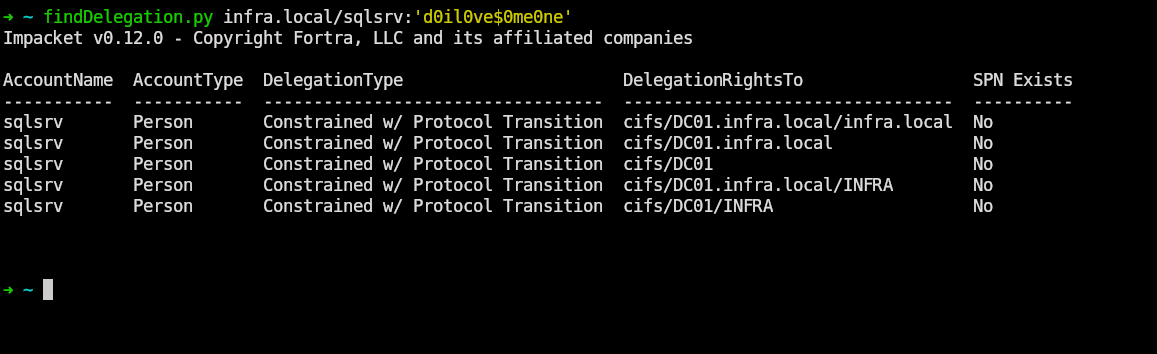 ➜ ~ findDelegation.py infra.local/sqlsrv:'d0il0ve$0me0ne'
Impacket v0.12.0 - Copyright Fortra, LLC and its affiliated companies
AccountName  AccountType  DelegationType                      DelegationRightsTo                 SPN Exists
-----------  -----------  ----------------------------------  ---------------------------------  ----------
sqlsrv       Person       Constrained w/ Protocol Transition  cifs/DC01.infra.local/infra.local  No
sqlsrv       Person       Constrained w/ Protocol Transition  cifs/DC01.infra.local              No
sqlsrv       Person       Constrained w/ Protocol Transition  cifs/DC01                          No
sqlsrv       Person       Constrained w/ Protocol Transition  cifs/DC01.infra.local/INFRA        No
sqlsrv       Person       Constrained w/ Protocol Transition  cifs/DC01/INFRA                    No
➜ ~